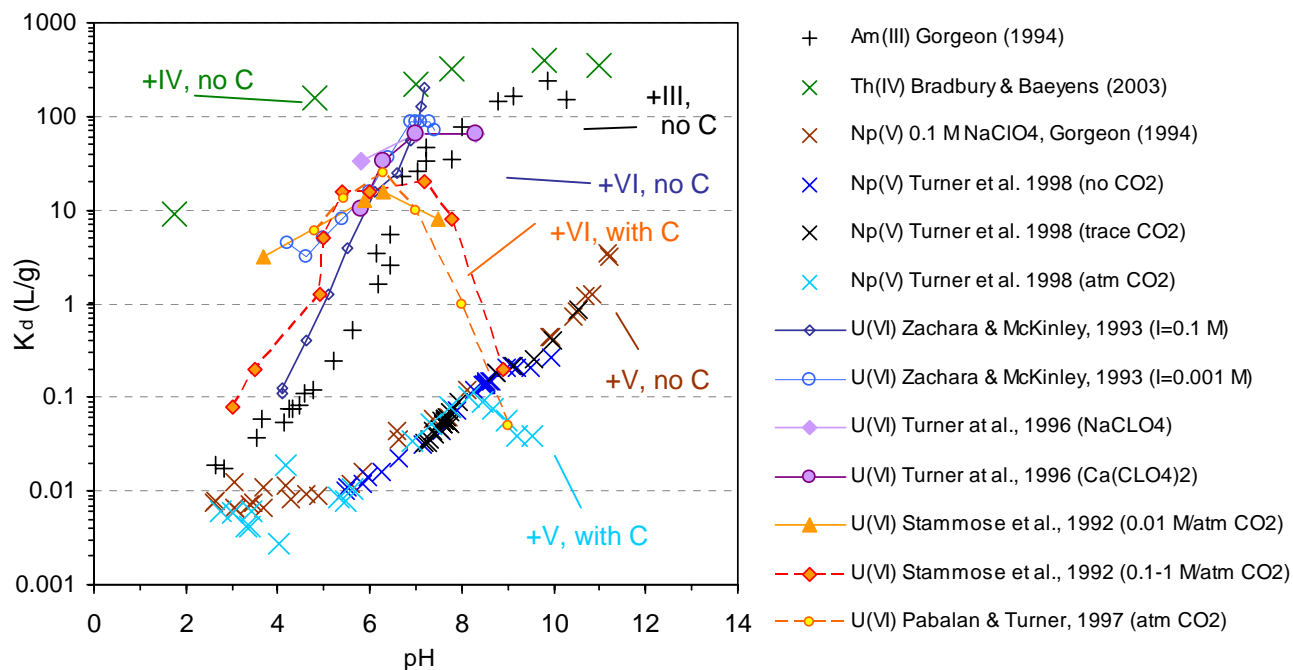 1000
100
10
1
0.1
0.01
0.001
Kd (L/g)
0 2 4 6 8 10 12 14
pH
+IV, no C
+III,
no C
+VI, no C
+VI, with C
+V, no C
+V, with C
Am(III) Gorgeon (1994)
Th(IV) Bradbury & Baeyens (2003)
Np(V) 0.1 M NaClO4, Gorgeon (1994)
Np(V) Turner et al. 1998 (no CO2)
Np(V) Turner et al. 1998 (trace CO2)
Np(V) Turner et al. 1998 (atm CO2)
U(VI) Zachara & McKinley, 1993 (I=0.1 M)
U(VI) Zachara & McKinley, 1993 (I=0.001 M)
U(VI) Turner at al., 1996 (NaCLO4)
U(VI) Turner at al., 1996 (Ca(CLO4)2)
U(VI) Stammose et al., 1992 (0.01 M/atm CO2)
U(VI) Stammose et al., 1992 (0.1-1 M/atm CO2)
U(VI) Pabalan & Turner, 1997 (atm CO2)